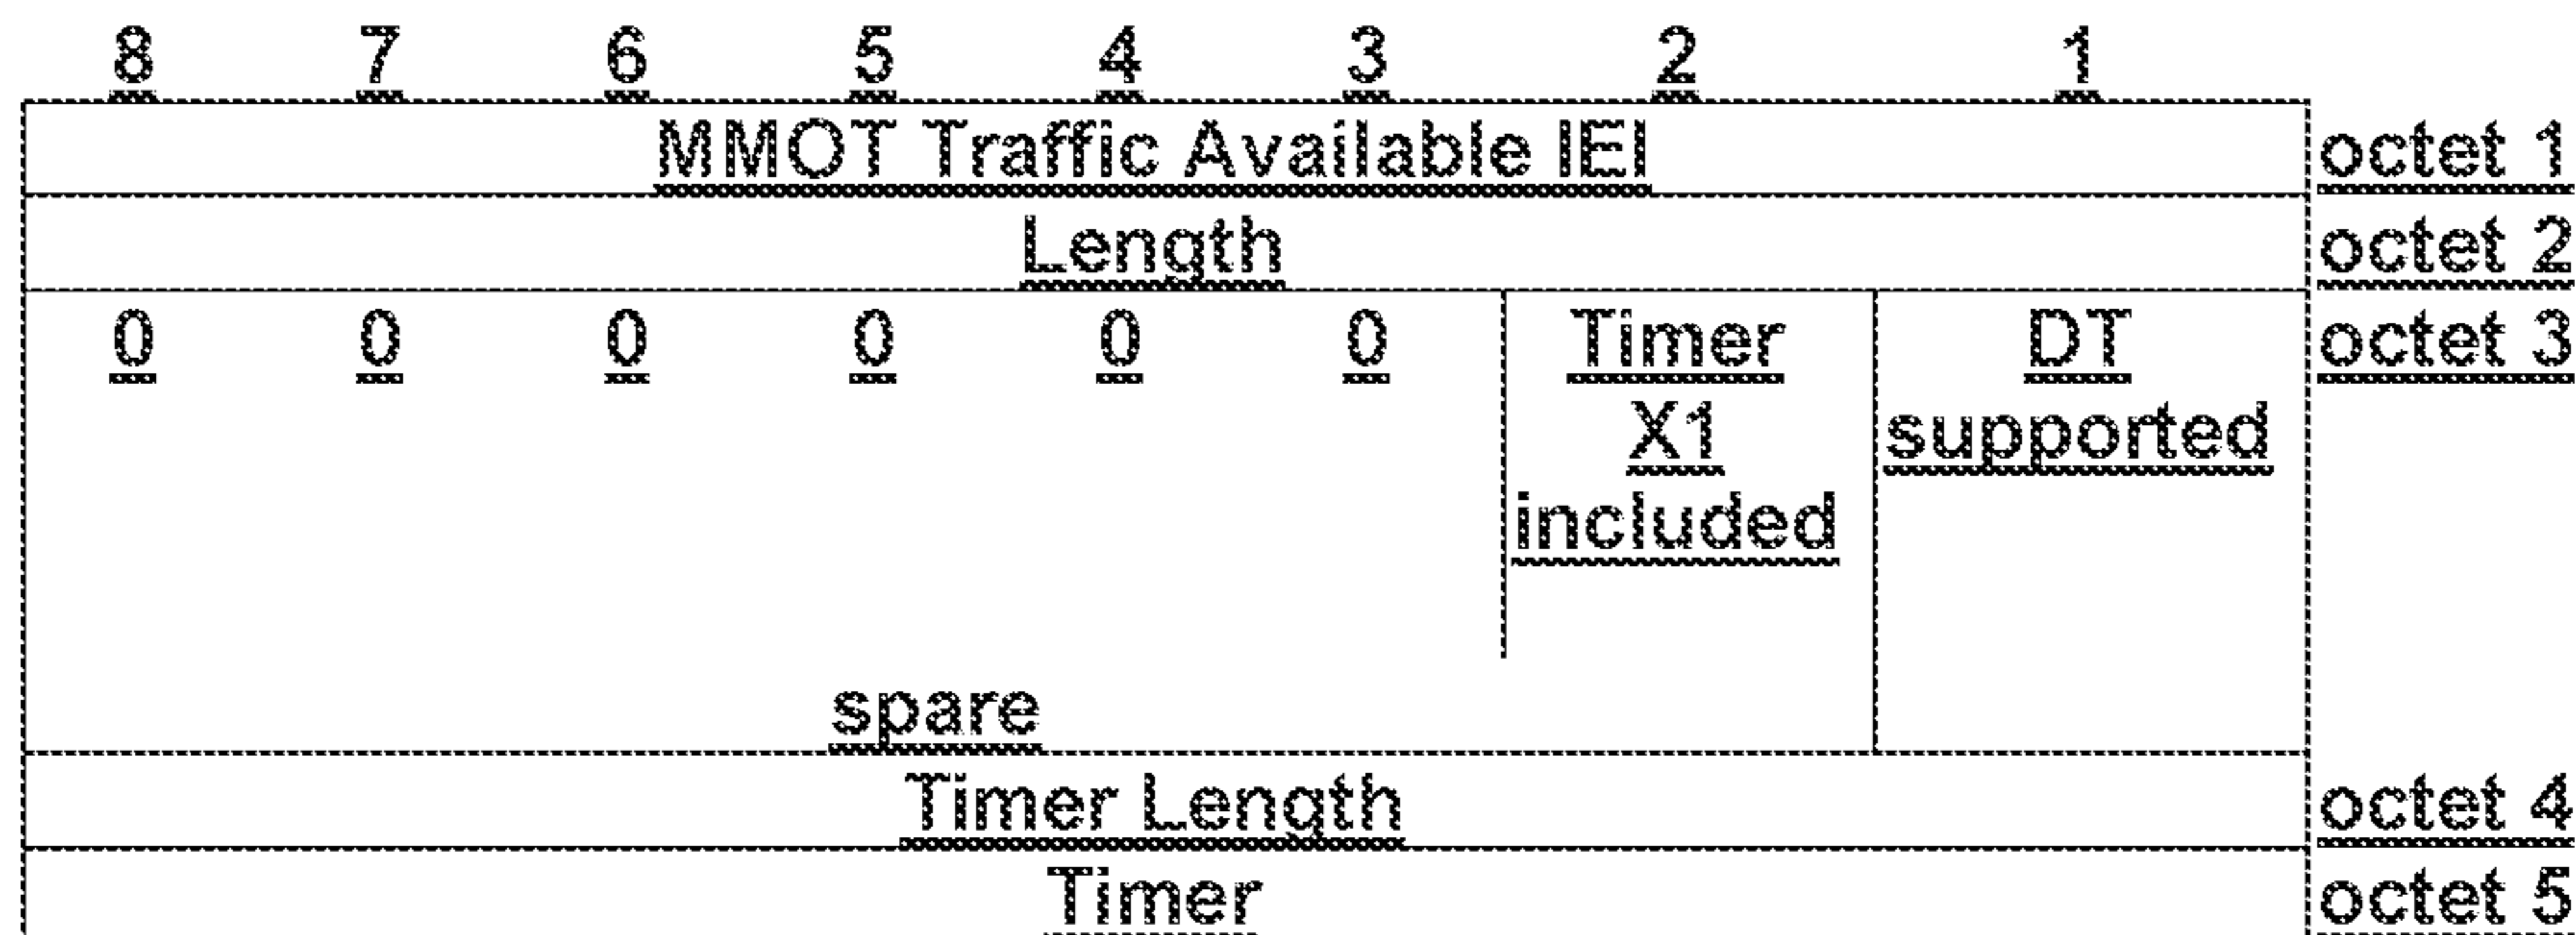 8 7 6 5 4 3 2 1
MMOT Traffic Available IEI octet 1
Length octet 2
0 0 0 0 0 0 Timer DT octet 3
X1 supported
included
spare
Timer Length octet 4
Timer octet 5